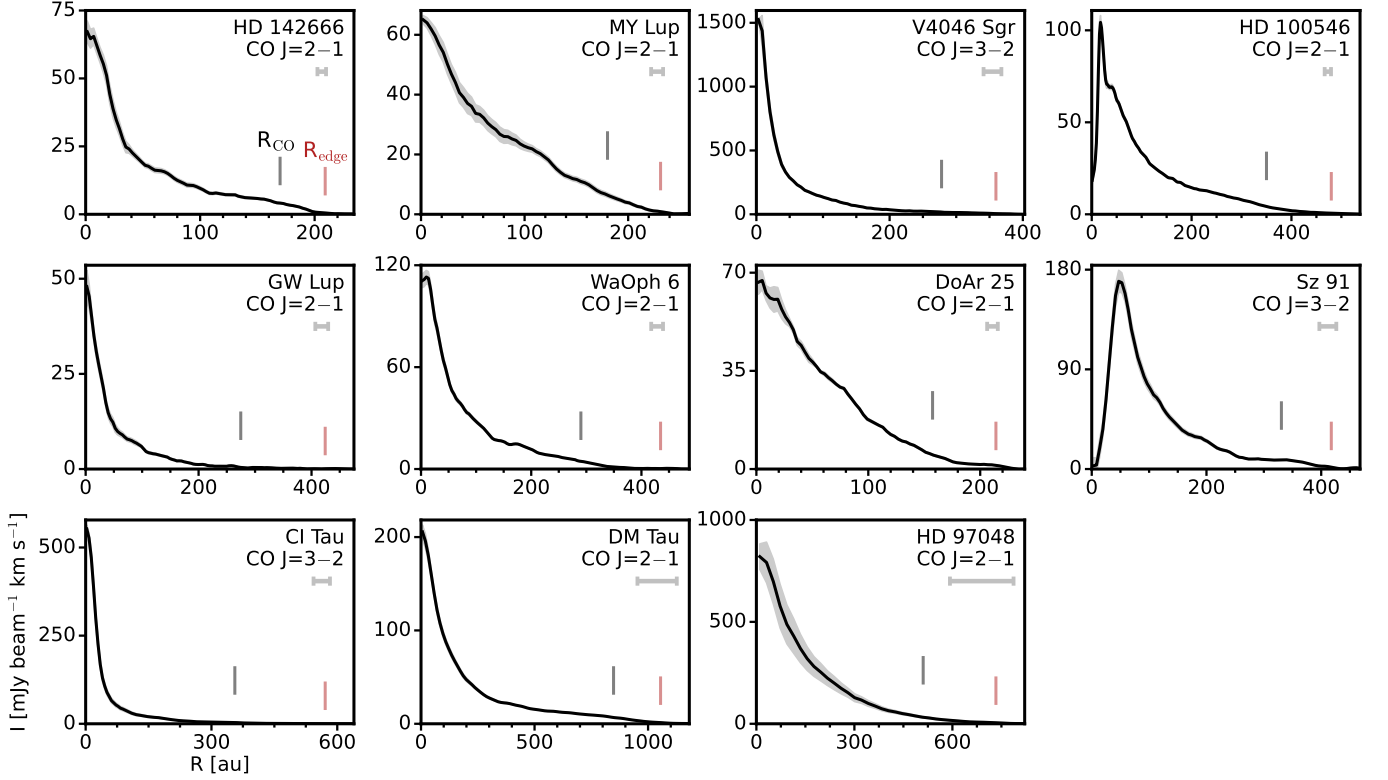 HD 142666
CO J=2−1
R_CO
R_edge
75
50
25
0
0 100 200
MY Lup
CO J=2−1
60
40
20
0
0 100 200
V4046 Sgr
CO J=3−2
1500
1000
500
0
0 200 400
HD 100546
CO J=2−1
100
50
0
0 200 400
GW Lup
CO J=2−1
50
25
0
0 200 400
WaOph 6
CO J=2−1
120
60
0
0 200 400
DoAr 25
CO J=2−1
70
35
0
0 100 200
Sz 91
CO J=3−2
180
90
0
0 200 400
CI Tau
CO J=3−2
500
250
0
0 300 600
R [au]
I [mJy beam⁻¹ km s⁻¹]
DM Tau
CO J=2−1
200
100
0
0 500 1000
HD 97048
CO J=2−1
1000
500
0
0 300 600